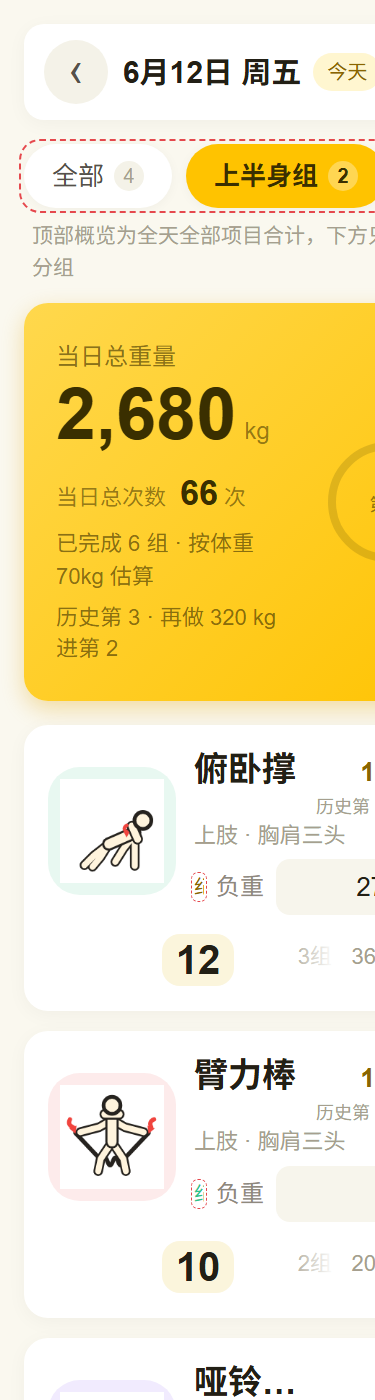 ‹ 6月12日 周五 今天
全部 4 上半身组 2
顶部概览为全天全部项目合计，下方
分组
当日总重量
2,680 kg
当日总次数 66 次
已完成 6 组 · 按体重
70kg 估算
历史第 3 · 再做 320 kg
进第 2
俯卧撑 1
历史第
上肢 · 胸肩三头
负重 27
12 3组 36
臂力棒 1
历史第
上肢 · 胸肩三头
负重
10 2组 20
哑铃...